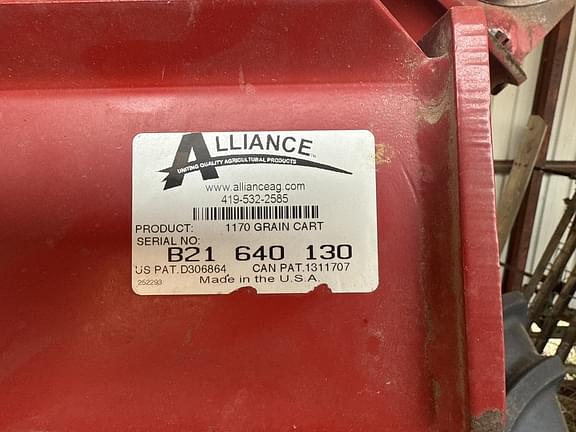 ALLIANCE
UNITING QUALITY AGRICULTURAL PRODUCTS
www.allianceag.com
419-532-2585
PRODUCT: 1170 GRAIN CART
SERIAL NO:
B21 640 130
US PAT.D306864 CAN PAT.1311707
Made in the U.S.A.
252293